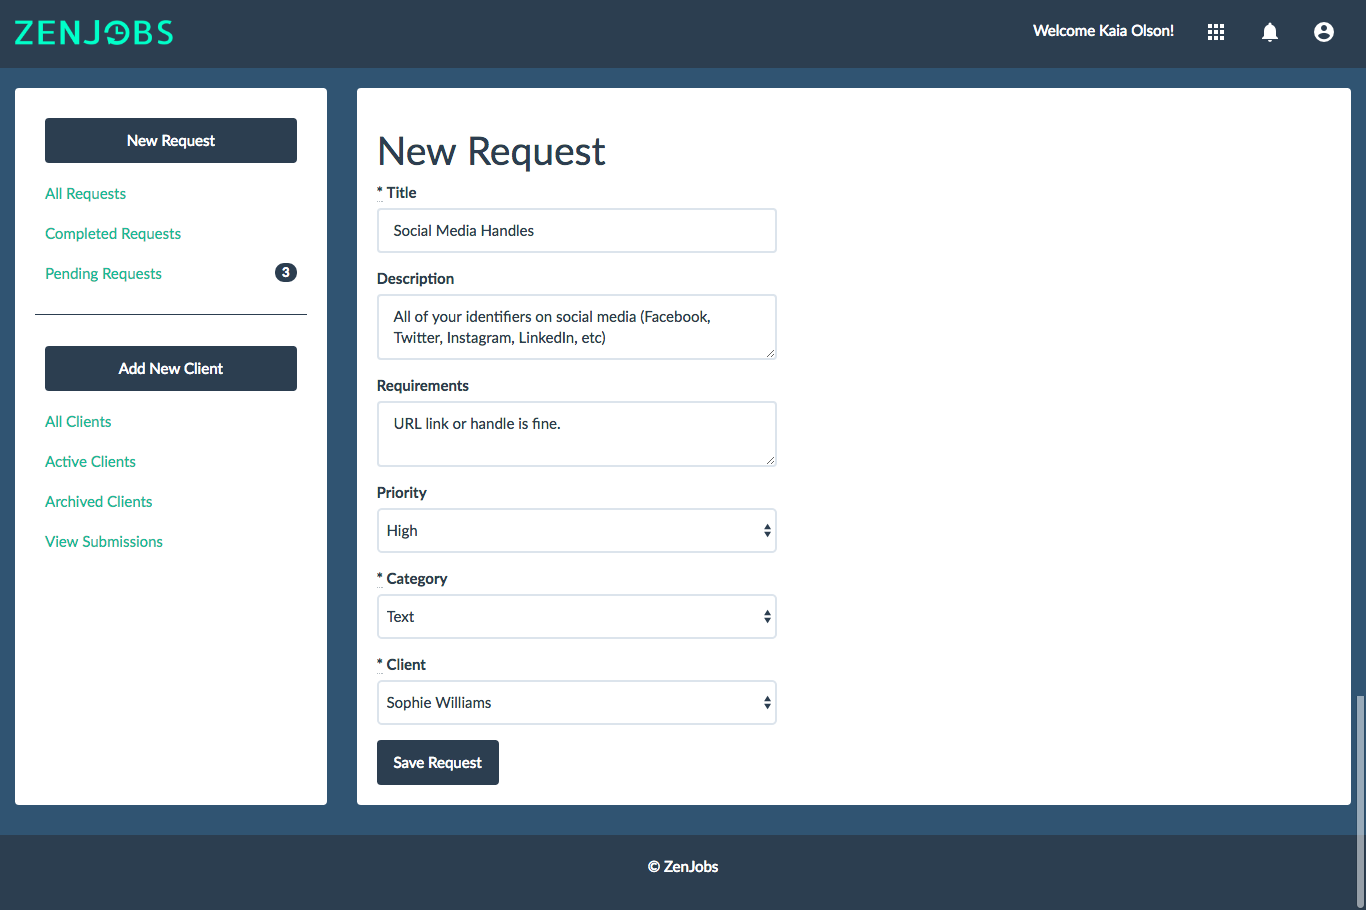 ZENJOBS
Welcome Kaia Olson!
New Request
All Requests
Completed Requests
Pending Requests 3
Add New Client
All Clients
Active Clients
Archived Clients
View Submissions
New Request
* Title
Social Media Handles
Description
All of your identifiers on social media (Facebook,
Twitter, Instagram, LinkedIn, etc)
Requirements
URL link or handle is fine.
Priority
High
* Category
Text
* Client
Sophie Williams
Save Request
© ZenJobs